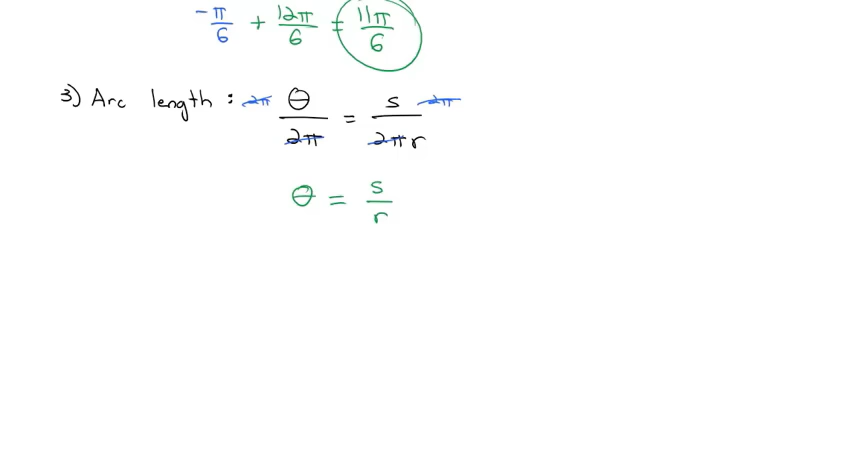 -π/6 + 12π/6 = 11π/6
3) Arc length : 2π θ/2π = s/2πr 2π
θ = s/r